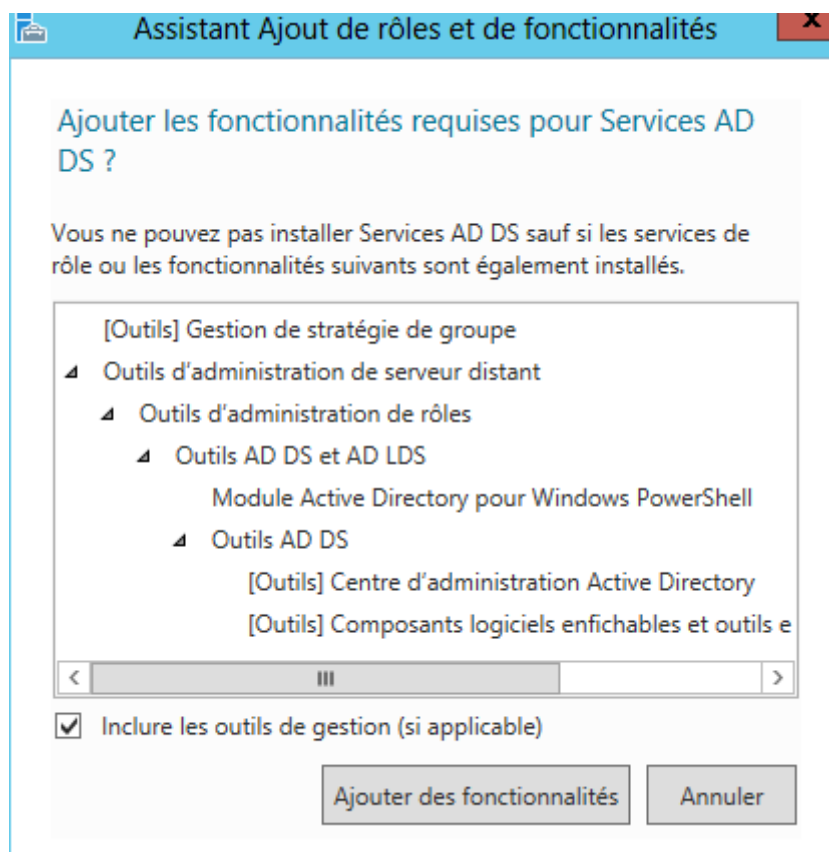 Assistant Ajout de rôles et de fonctionnalités
x
Ajouter les fonctionnalités requises pour Services AD
DS ?
Vous ne pouvez pas installer Services AD DS sauf si les services de
rôle ou les fonctionnalités suivants sont également installés.
[Outils] Gestion de stratégie de groupe
Outils d'administration de serveur distant
Outils d'administration de rôles
Outils AD DS et AD LDS
Module Active Directory pour Windows PowerShell
Outils AD DS
[Outils] Centre d'administration Active Directory
[Outils] Composants logiciels enfichables et outils e
Inclure les outils de gestion (si applicable)
Ajouter des fonctionnalités
Annuler